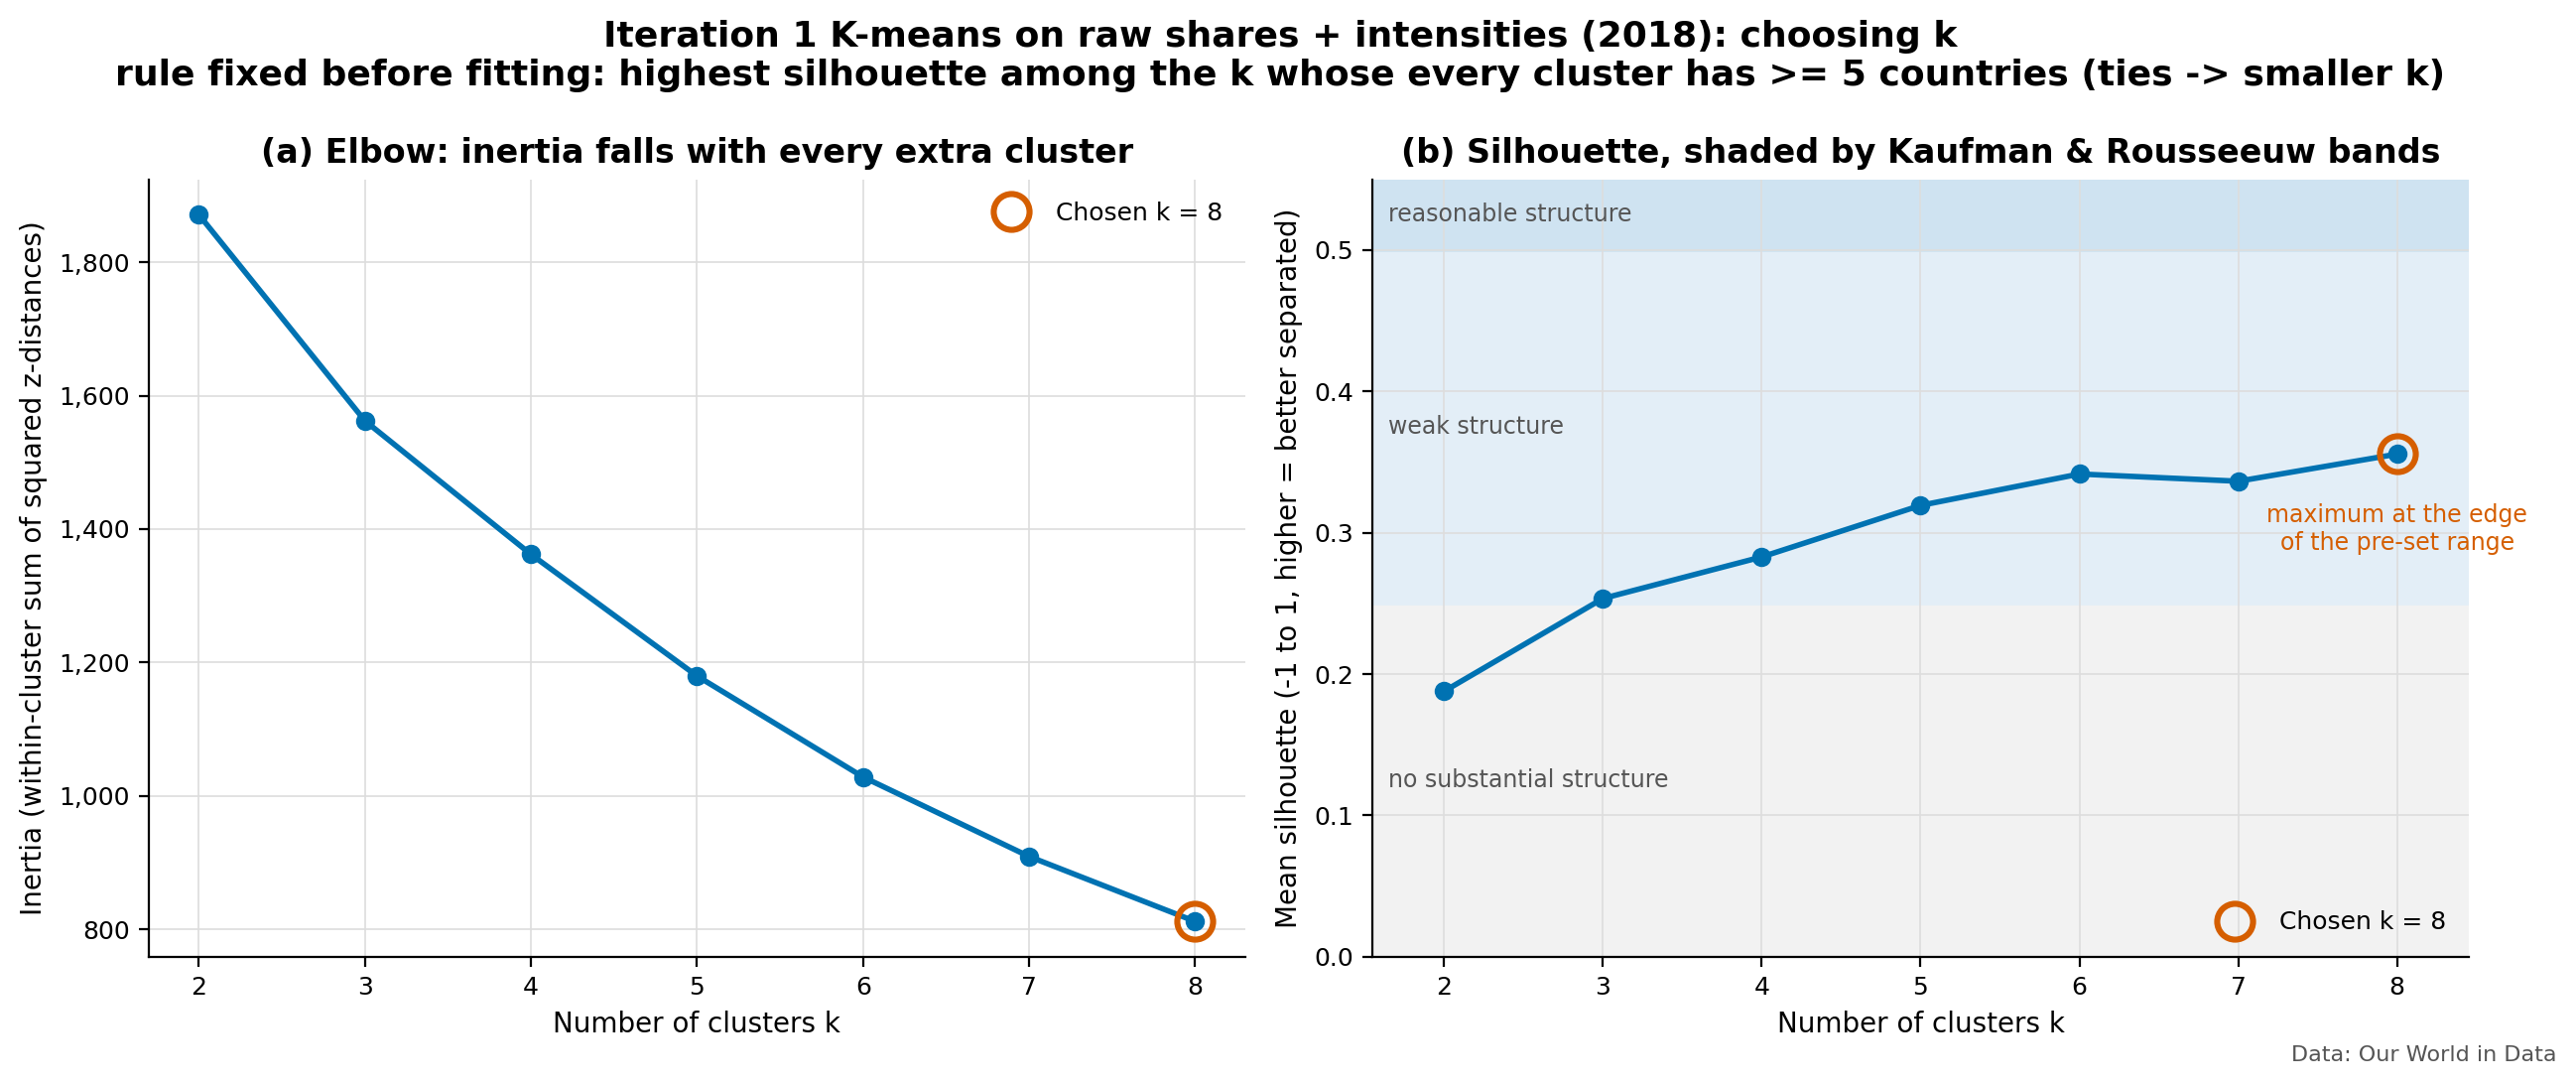 Iteration 1 K-means on raw shares + intensities (2018): choosing k
rule fixed before fitting: highest silhouette among the k whose every cluster has >= 5 countries (ties -> smaller k)
(a) Elbow: inertia falls with every extra cluster
Inertia (within-cluster sum of squared z-distances)
1,800
1,600
1,400
1,200
1,000
800
Chosen k = 8
2 3 4 5 6 7 8
Number of clusters k
(b) Silhouette, shaded by Kaufman & Rousseeuw bands
Mean silhouette (-1 to 1, higher = better separated)
0.5
0.4
0.3
0.2
0.1
0.0
reasonable structure
weak structure
maximum at the edge
of the pre-set range
no substantial structure
Chosen k = 8
2 3 4 5 6 7 8
Number of clusters k
Data: Our World in Data